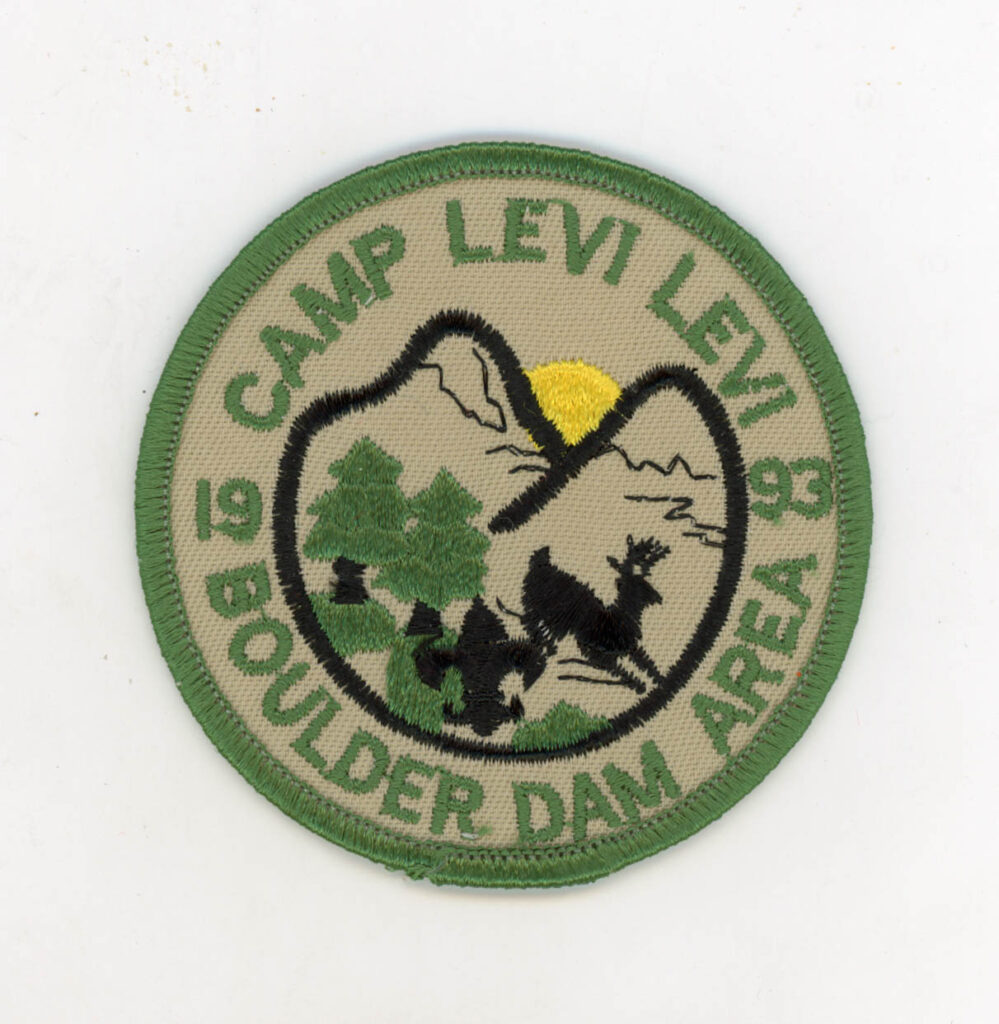 CAMP LEVI LEVI
19 93
BOULDER DAM AREA